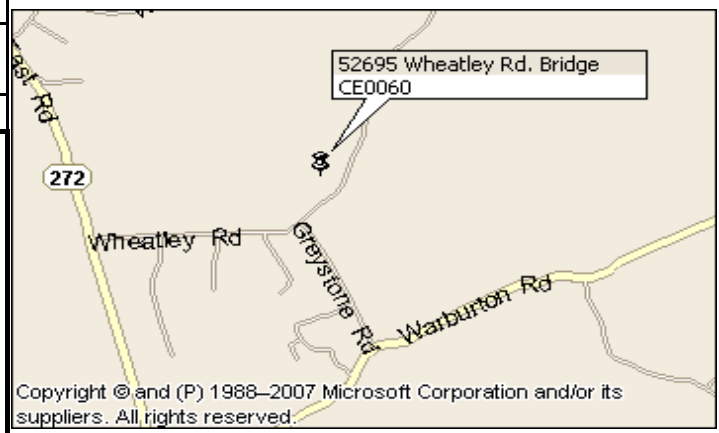 52695 Wheatley Rd. Bridge
CE0060
East Rd
272
Wheatley Rd
Greystone Rd
Warburton Rd
Copyright © and (P) 1988–2007 Microsoft Corporation and/or its
suppliers. All rights reserved.